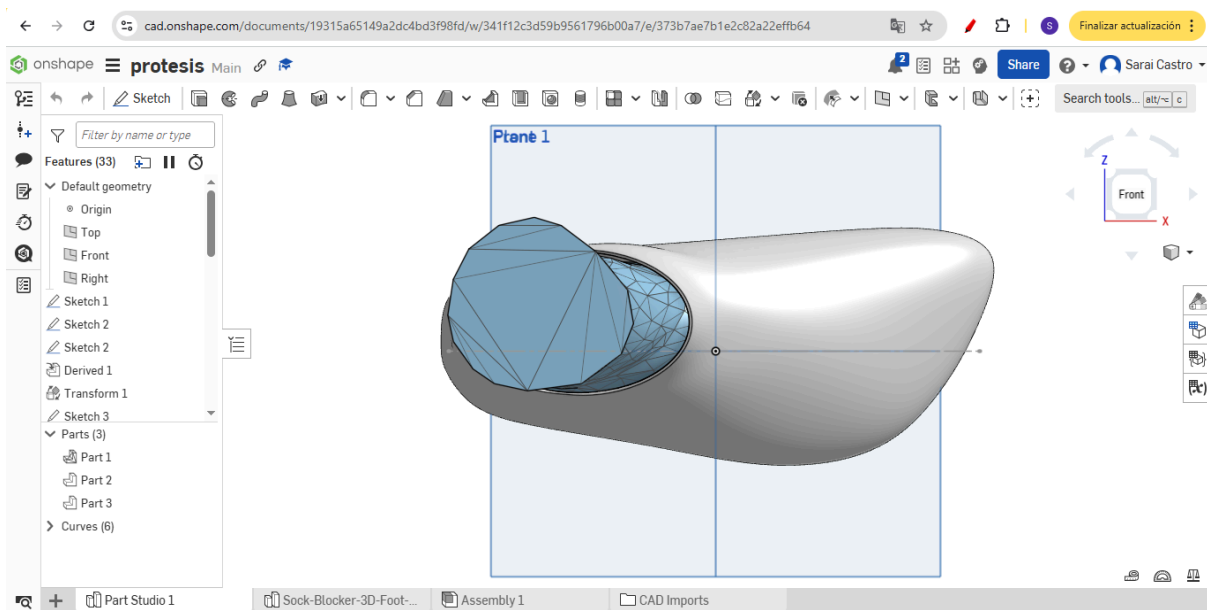 cad.onshape.com/documents/19315a65149a2dc4bd3f98fd/w/341f12c3d59b9561796b00a7/e/373b7ae7b1e2c82a22effb64
S
Finalizar actualización
onshape protesis Main
2
Share
Sarai Castro
Sketch
Search tools... alt/~ c
Filter by name or type
Features (33)
Default geometry
Origin
Top
Front
Right
Sketch 1
Sketch 2
Sketch 2
Derived 1
Transform 1
Sketch 3
Parts (3)
Part 1
Part 2
Part 3
Curves (6)
Plane 1
Z
Front
X
Part Studio 1
Sock-Blocker-3D-Foot-...
Assembly 1
CAD Imports